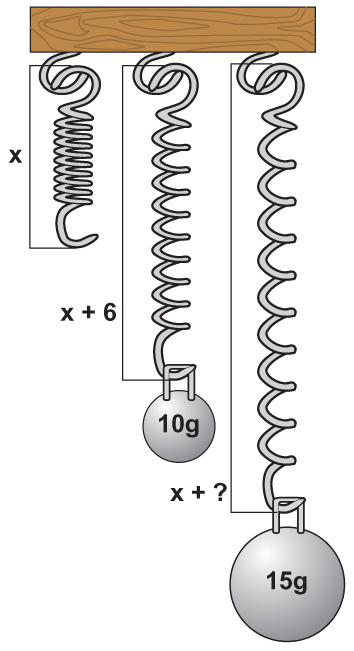 x
x + 6
10g
x + ?
15g